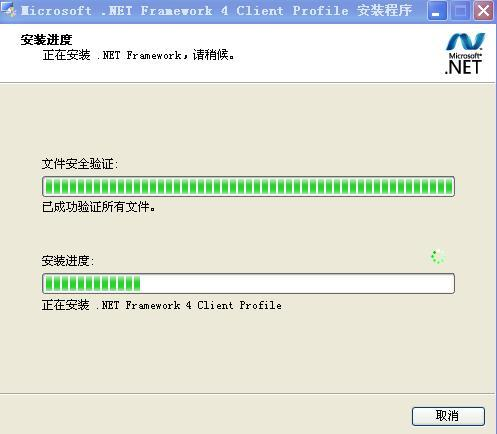 Microsoft .NET Framework 4 Client Profile 安装程序
安装进度
正在安装 .NET Framework，请稍候。
Microsoft
.NET
文件安全验证:
已成功验证所有文件。
安装进度:
正在安装 .NET Framework 4 Client Profile
取消